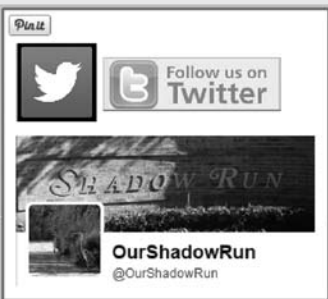 Pin it
t
Follow us on
Twitter
SHADOW RUN
OurShadowRun
@OurShadowRun